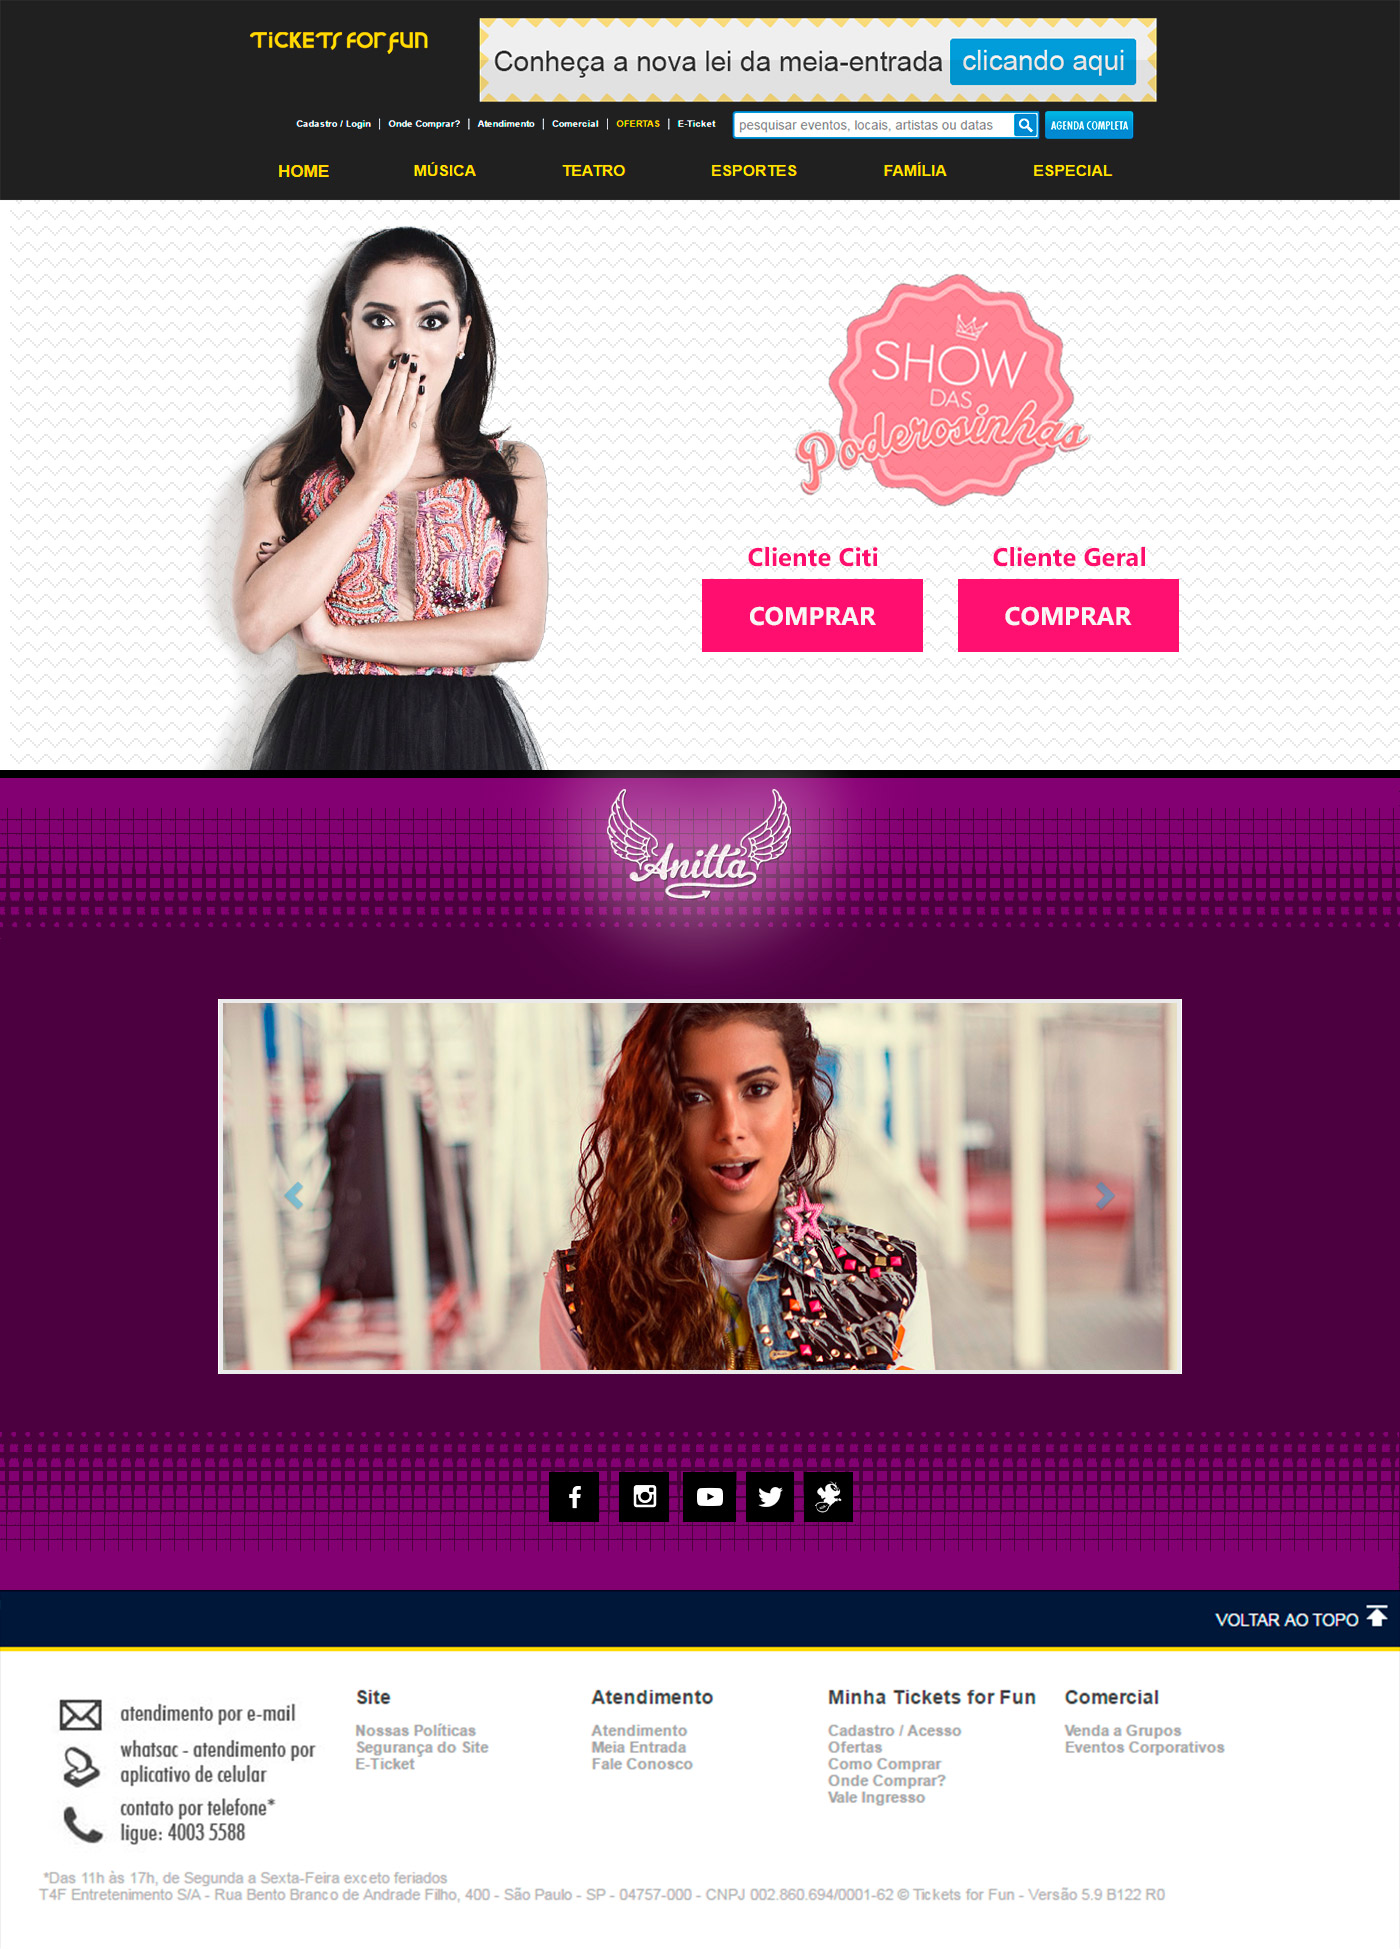 TICKETS FOR FUN
Conheça a nova lei da meia-entrada clicando aqui
Cadastro / Login | Onde Comprar? | Atendimento | Comercial | OFERTAS | E-Ticket
pesquisar eventos, locais, artistas ou datas
AGENDA COMPLETA
HOME MÚSICA TEATRO ESPORTES FAMÍLIA ESPECIAL
SHOW
DAS
Poderosinhas
Cliente Citi Cliente Geral
COMPRAR COMPRAR
Anitta
VOLTAR AO TOPO
atendimento por e-mail
whatsac - atendimento por
aplicativo de celular
contato por telefone*
ligue: 4003 5588
Site
Nossas Políticas
Segurança do Site
E-Ticket
Atendimento
Atendimento
Meia Entrada
Fale Conosco
Minha Tickets for Fun
Cadastro / Acesso
Ofertas
Como Comprar
Onde Comprar?
Vale Ingresso
Comercial
Venda a Grupos
Eventos Corporativos
*Das 11h às 17h, de Segunda a Sexta-Feira exceto feriados
T4F Entretenimento S/A - Rua Bento Branco de Andrade Filho, 400 - São Paulo - SP - 04757-000 - CNPJ 002.860.694/0001-62 © Tickets for Fun - Versão 5.9 B122 R0